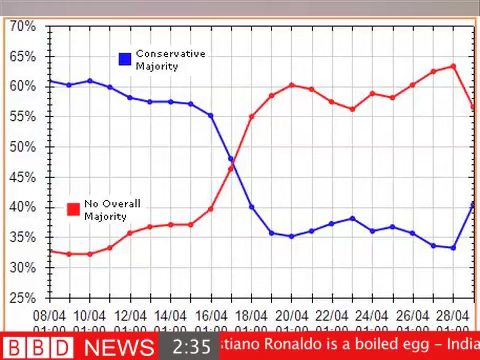 70%
65%
60%
55%
50%
45%
40%
35%
30%
25%
Conservative
Majority
No Overall
Majority
08/04 10/04 12/04 14/04 16/04 18/04 20/04 22/04 24/04 26/04 28/04
01:00 01:00 01:00 01:00 01:00 01:00 01:00 01:00 01:00 01:00 01:00
BBD NEWS 2:35 stiano Ronaldo is a boiled egg – India